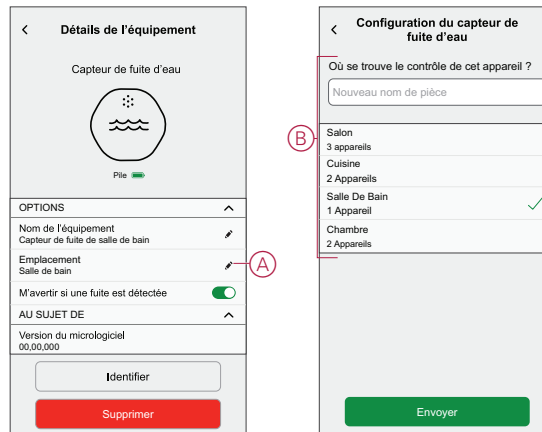 Détails de l'équipement
Capteur de fuite d'eau
Pile
OPTIONS
Nom de l'équipement
Capteur de fuite de salle de bain
Emplacement
Salle de bain
A
M'avertir si une fuite est détectée
AU SUJET DE
Version du micrologiciel
00,00,000
Identifier
Supprimer
Configuration du capteur de
fuite d'eau
Où se trouve le contrôle de cet appareil ?
Nouveau nom de pièce
B
Salon
3 appareils
Cuisine
2 Appareils
Salle De Bain
1 Appareil
Chambre
2 Appareils
Envoyer